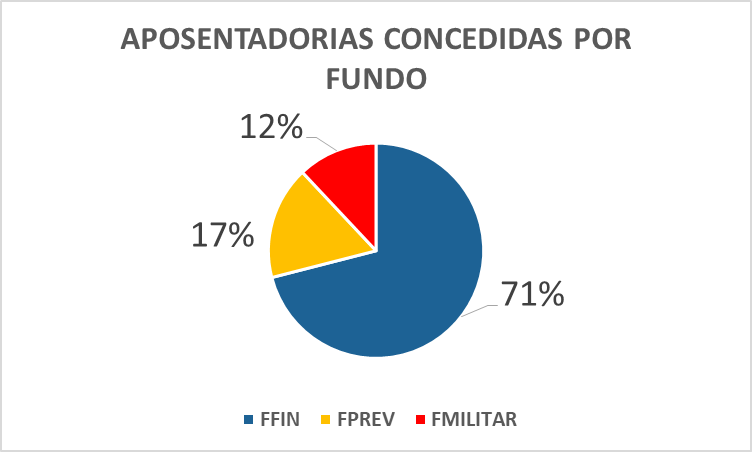 APOSENTADORIAS CONCEDIDAS POR
FUNDO
12%
17%
71%
FFIN FPREV FMILITAR